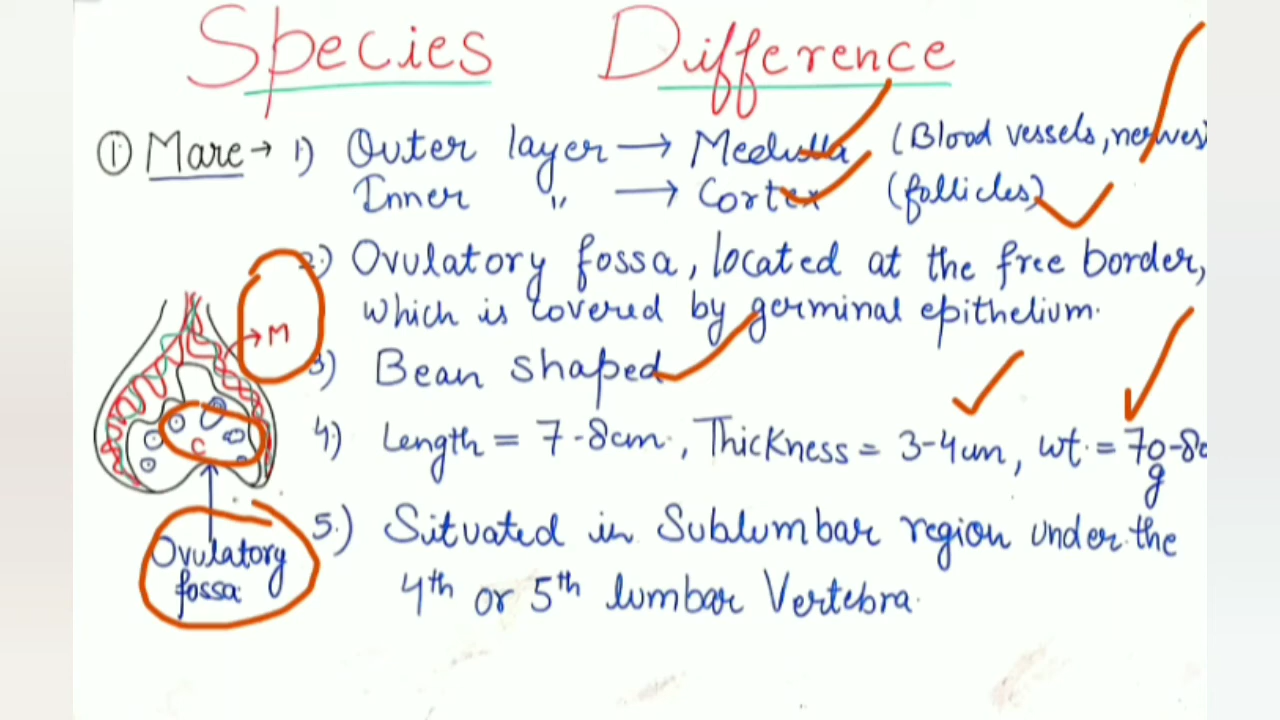 Species Difference
① Mare → 1) Outer layer → Medulla (Blood vessels, nerves)
Inner " → Cortex (follicles)
2.) Ovulatory fossa, located at the free border,
which is covered by germinal epithelium.
→ M
3) Bean shaped
4.) Length = 7-8cm, Thickness = 3-4cm, wt. = 70-80
g
C
5.) Situated in Sublumbar region under the
4th or 5th lumbar Vertebra.
Ovulatory
fossa